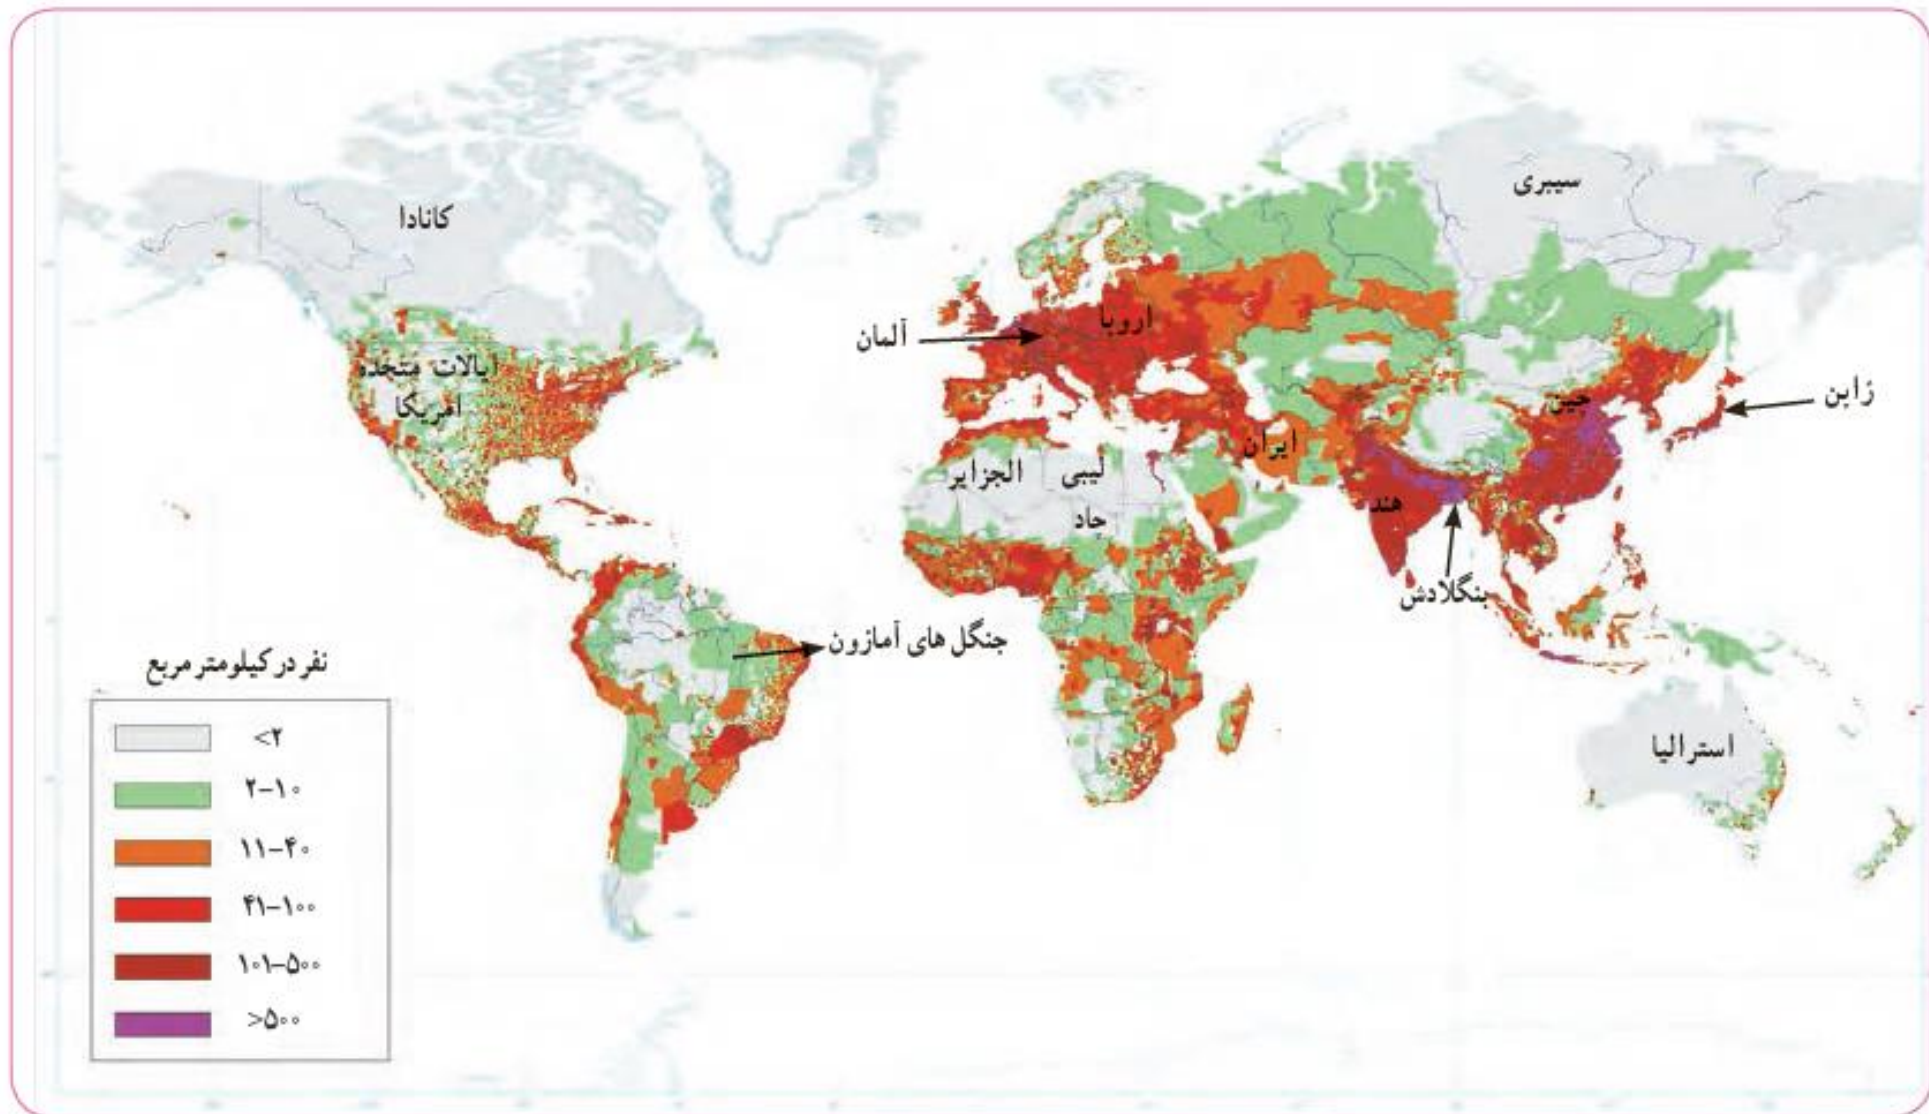 کانادا
سیبری
ایالات متحده
امریکا
آلمان
اروپا
چین
ژاپن
ایران
الجزایر
لیبی
چاد
هند
بنگلادش
جنگل های آمازون
استرالیا
نفر در کیلومتر مربع
<۲
۲–۱۰
۱۱–۴۰
۴۱–۱۰۰
۱۰۱–۵۰۰
>۵۰۰